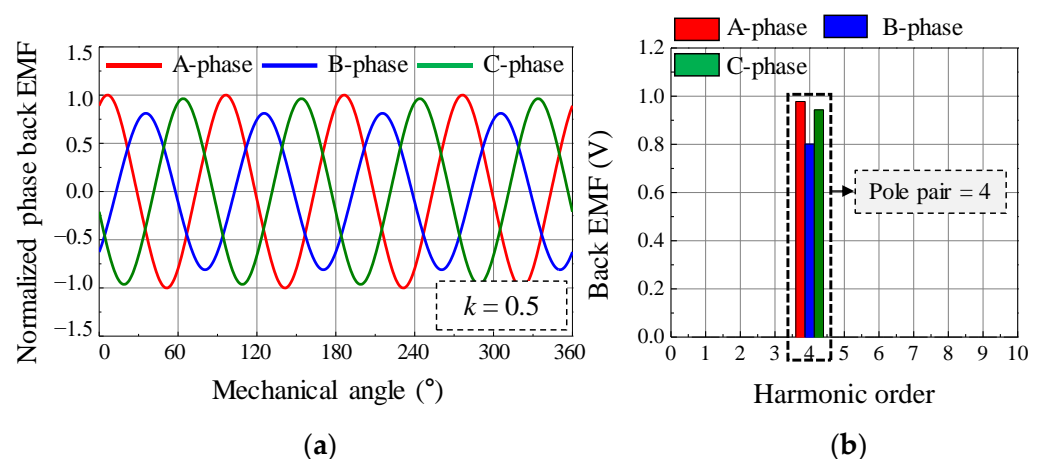 Normalized phase back EMF
1.5
1.0
0.5
0.0
−0.5
−1.0
−1.5
A-phase B-phase C-phase
k = 0.5
0 60 120 180 240 300 360
Mechanical angle (°)
(a)
Back EMF (V)
A-phase B-phase
C-phase
1.2
1.0
0.8
0.6
0.4
0.2
0.0
Pole pair = 4
0 1 2 3 4 5 6 7 8 9 10
Harmonic order
(b)